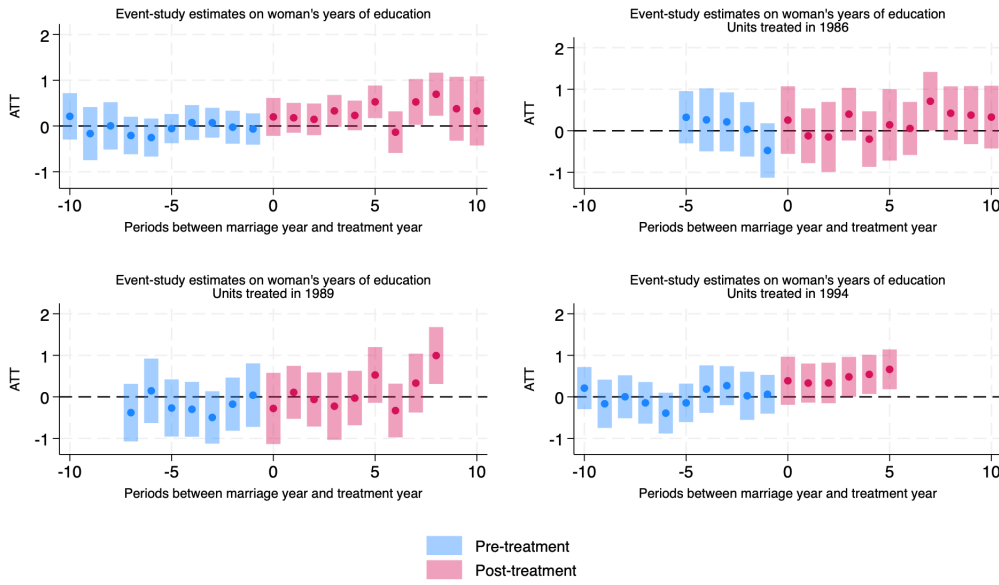 Event-study estimates on woman's years of education
2
1
0
-1
ATT
-10
-5
0
5
10
Periods between marriage year and treatment year
Event-study estimates on woman's years of education
Units treated in 1986
2
1
0
-1
ATT
-10
-5
0
5
10
Periods between marriage year and treatment year
Event-study estimates on woman's years of education
Units treated in 1989
2
1
0
-1
ATT
-10
-5
0
5
10
Periods between marriage year and treatment year
Event-study estimates on woman's years of education
Units treated in 1994
2
1
0
-1
ATT
-10
-5
0
5
10
Periods between marriage year and treatment year
Pre-treatment
Post-treatment